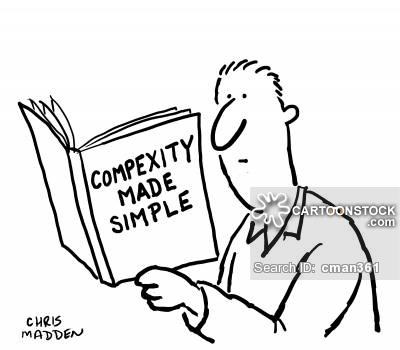 COMPEXITY
MADE
SIMPLE
CARTOONSTOCK
.com
Search ID: cman361
CHRIS
MADDEN